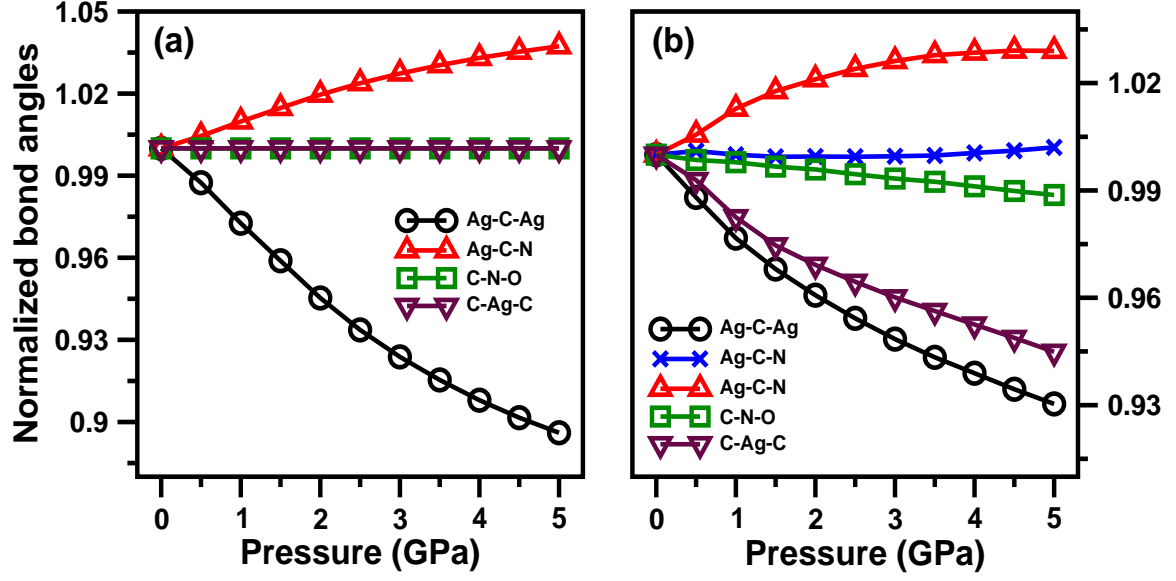 Normalized bond angles
(a)
1.05
1.02
0.99
0.96
0.93
0.9
Ag-C-Ag
Ag-C-N
C-N-O
C-Ag-C
0 1 2 3 4 5
Pressure (GPa)
(b)
1.02
0.99
0.96
0.93
Ag-C-Ag
Ag-C-N
Ag-C-N
C-N-O
C-Ag-C
0 1 2 3 4 5
Pressure (GPa)